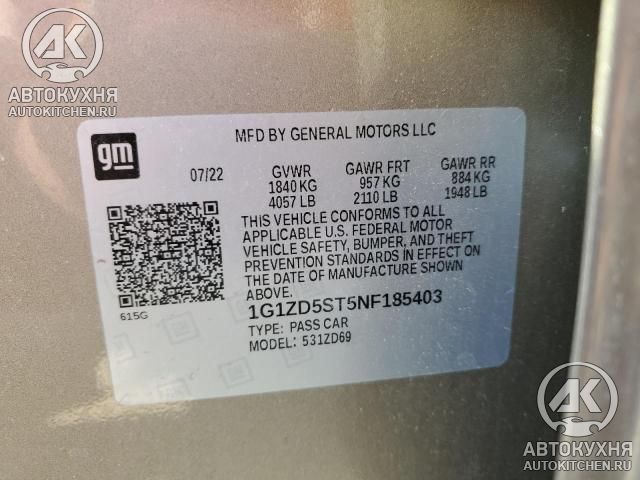 АК
АВТОКУХНЯ
AUTOKITCHEN.RU
gm
MFD BY GENERAL MOTORS LLC
07/22
GVWR GAWR FRT GAWR RR
1840 KG 957 KG 884 KG
4057 LB 2110 LB 1948 LB
THIS VEHICLE CONFORMS TO ALL
APPLICABLE U.S. FEDERAL MOTOR
VEHICLE SAFETY, BUMPER, AND THEFT
PREVENTION STANDARDS IN EFFECT ON
THE DATE OF MANUFACTURE SHOWN
ABOVE.
615G
1G1ZD5ST5NF185403
TYPE: PASS CAR
MODEL: 531ZD69
АК
АВТОКУХНЯ
AUTOKITCHEN.RU